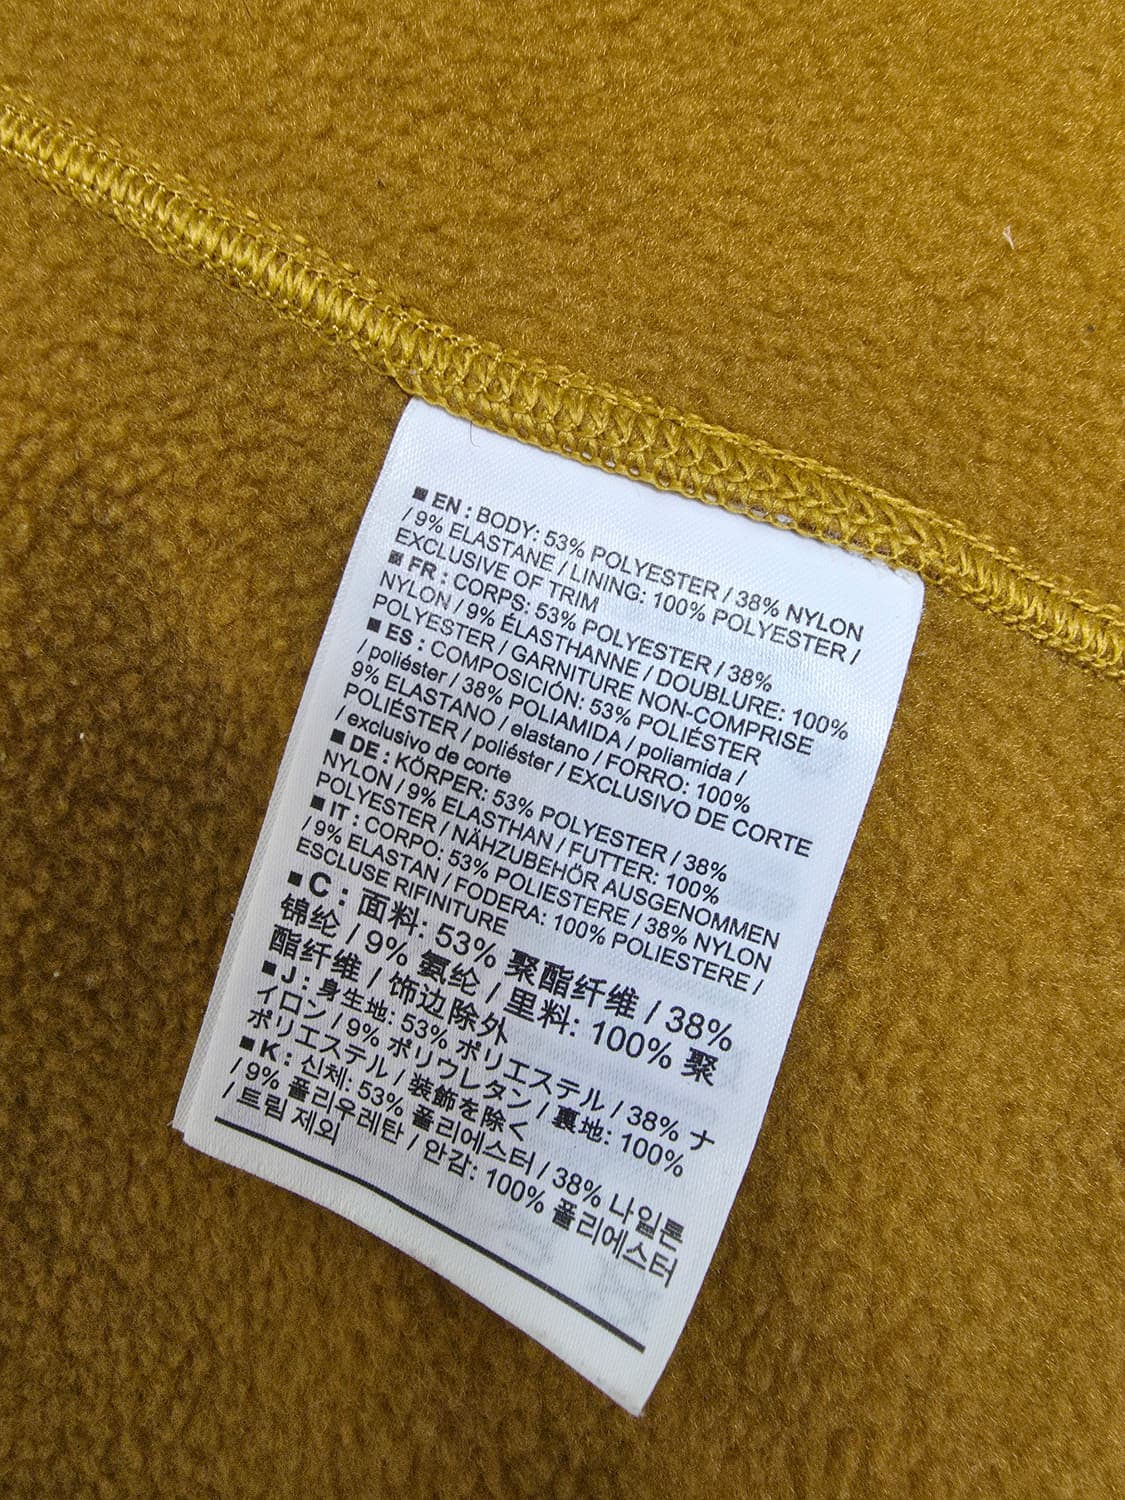 ■ EN : BODY: 53% POLYESTER / 38% NYLON
/ 9% ELASTANE / LINING: 100% POLYESTER /
EXCLUSIVE OF TRIM
■ FR : CORPS: 53% POLYESTER / 38%
NYLON / 9% ÉLASTHANNE / DOUBLURE: 100%
POLYESTER / GARNITURE NON-COMPRISE
■ ES : COMPOSICIÓN: 53% POLIÉSTER
/ poliéster / 38% POLIAMIDA / poliamida /
9% ELASTANO / elastano / FORRO: 100%
POLIÉSTER / poliéster / EXCLUSIVO DE CORTE
/ exclusivo de corte
■ DE : KÖRPER: 53% POLYESTER / 38%
NYLON / 9% ELASTHAN / FUTTER: 100%
POLYESTER / NÄHZUBEHÖR AUSGENOMMEN
■ IT : CORPO: 53% POLIESTERE / 38% NYLON
/ 9% ELASTAN / FODERA: 100% POLIESTERE /
ESCLUSE RIFINITURE
■ C : 面料: 53% 聚酯纤维 / 38%
锦纶 / 9% 氨纶 / 里料: 100% 聚
酯纤维 / 饰边除外
■ J : 身生地: 53% ポリエステル / 38% ナ
イロン / 9% ポリウレタン / 裏地: 100%
ポリエステル / 装飾を除く
■ K : 신체: 53% 폴리에스터 / 38% 나일론
/ 9% 폴리우레탄 / 안감: 100% 폴리에스터
/ 트림 제외